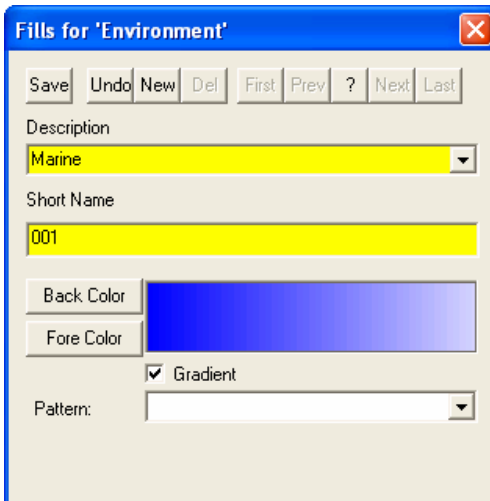 Fills for 'Environment'
Save Undo New Del First Prev ? Next Last
Description
Marine
Short Name
001
Back Color
Fore Color
Gradient
Pattern: